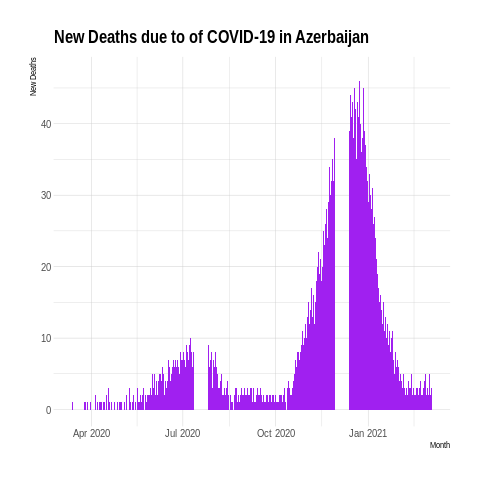 New Deaths due to of COVID-19 in Azerbaijan
New Deaths
40
30
20
10
0
Apr 2020
Jul 2020
Oct 2020
Jan 2021
Month